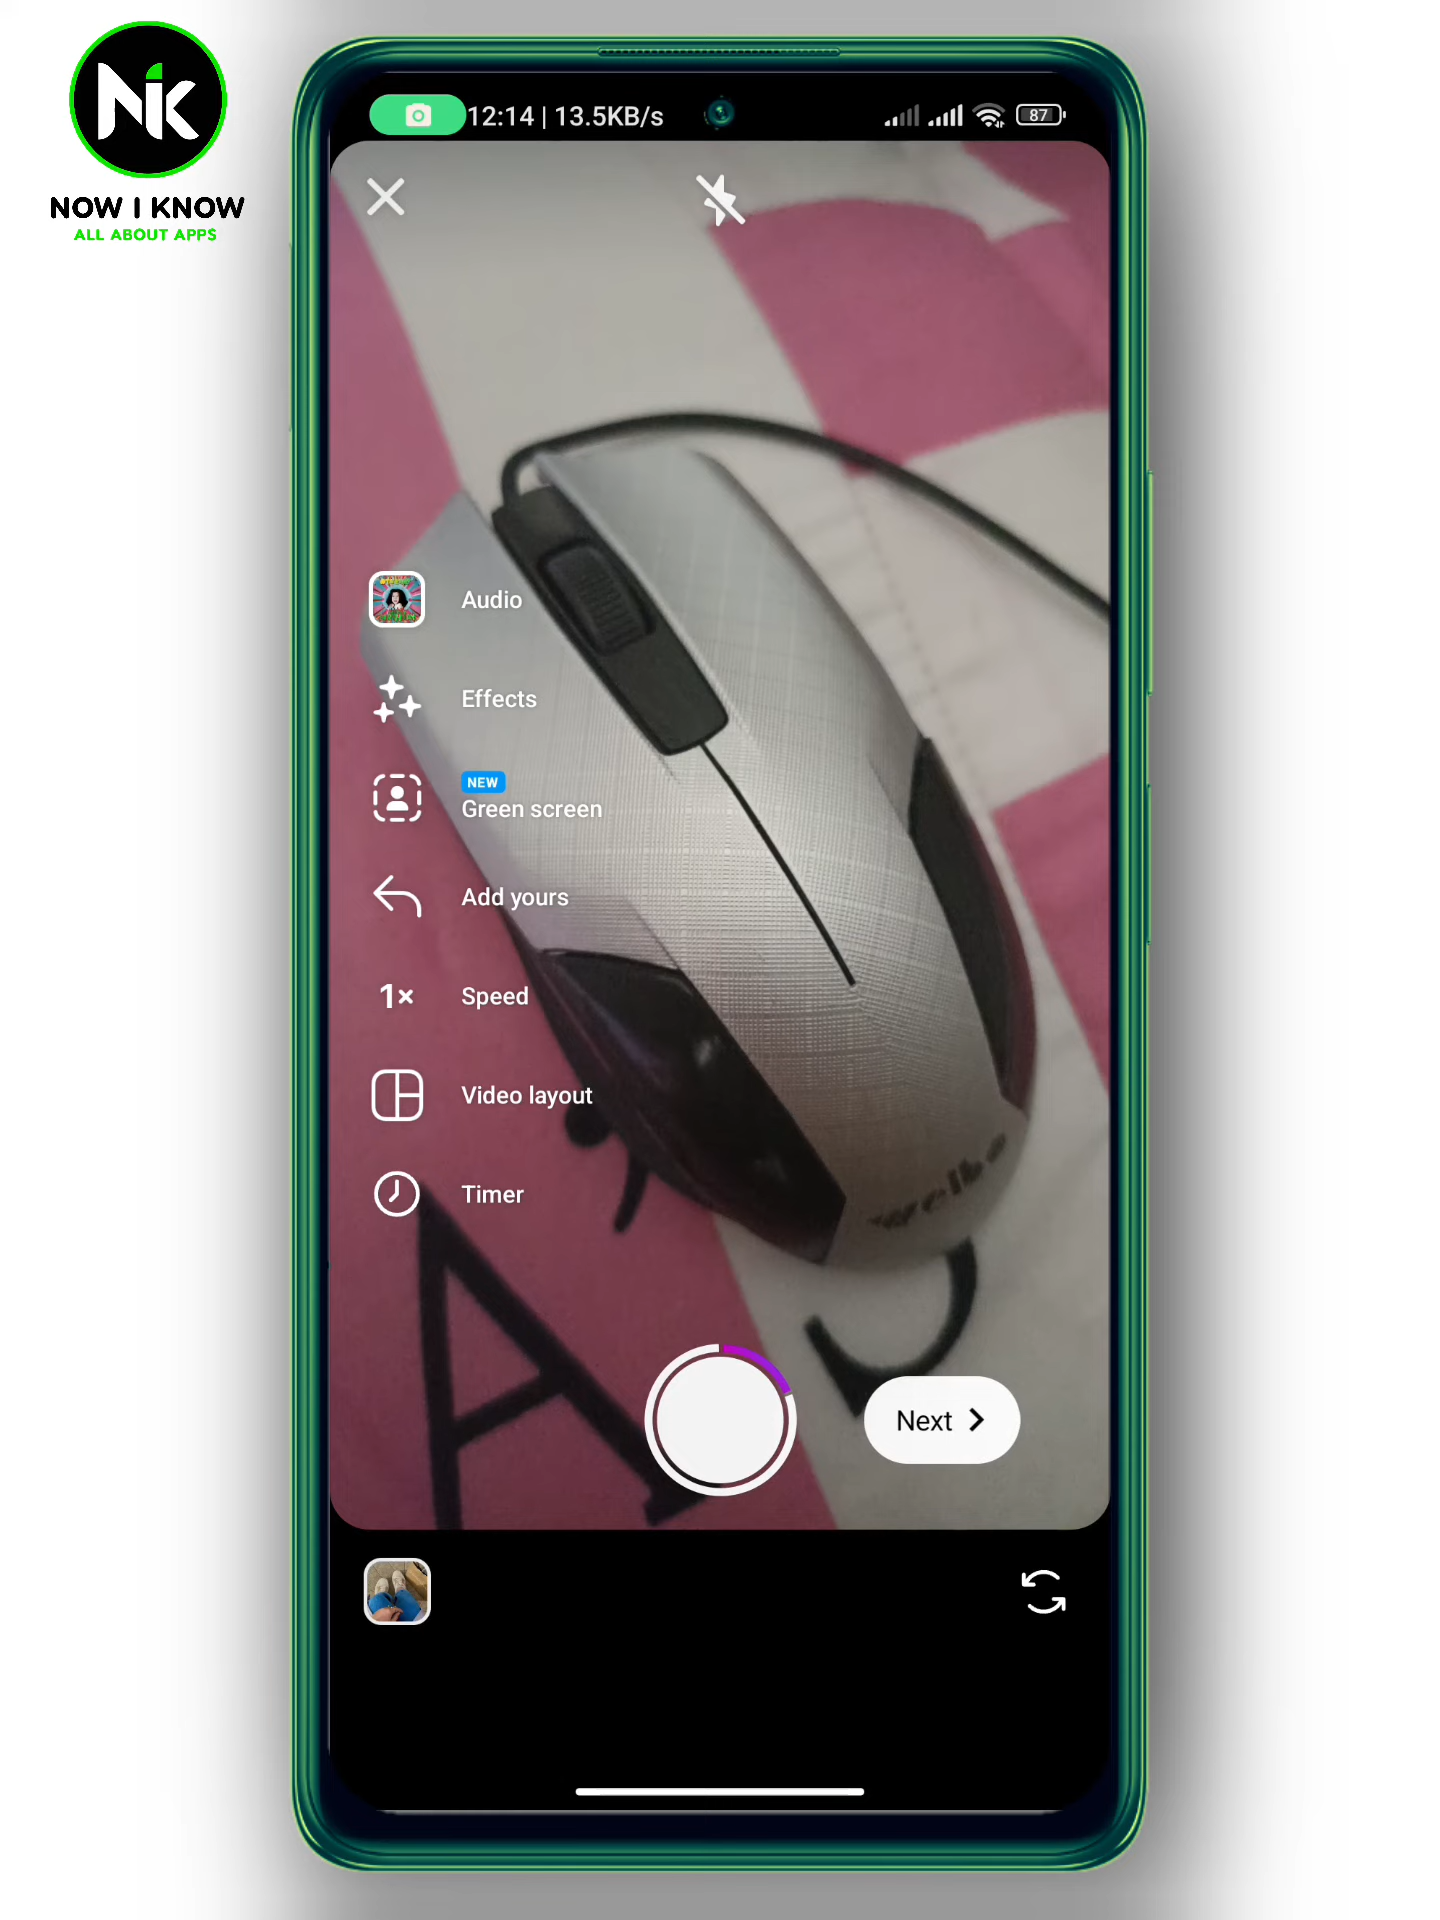 NiK
NOW I KNOW
ALL ABOUT APPS
12:14 | 13.5KB/s
87
Audio
Effects
NEW
Green screen
Add yours
1×
Speed
Video layout
Timer
A
Next